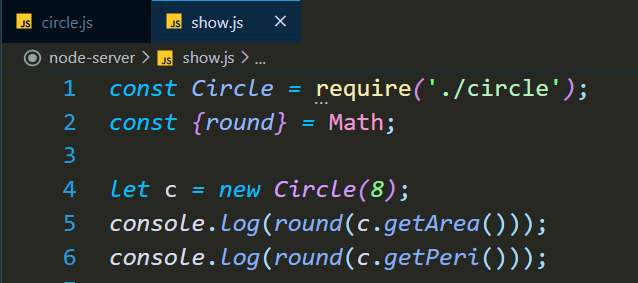 JS circle.js JS show.js ×
node-server > JS show.js > ...
1 const Circle = require('./circle');
2 const {round} = Math;
3
4 let c = new Circle(8);
5 console.log(round(c.getArea()));
6 console.log(round(c.getPeri()));